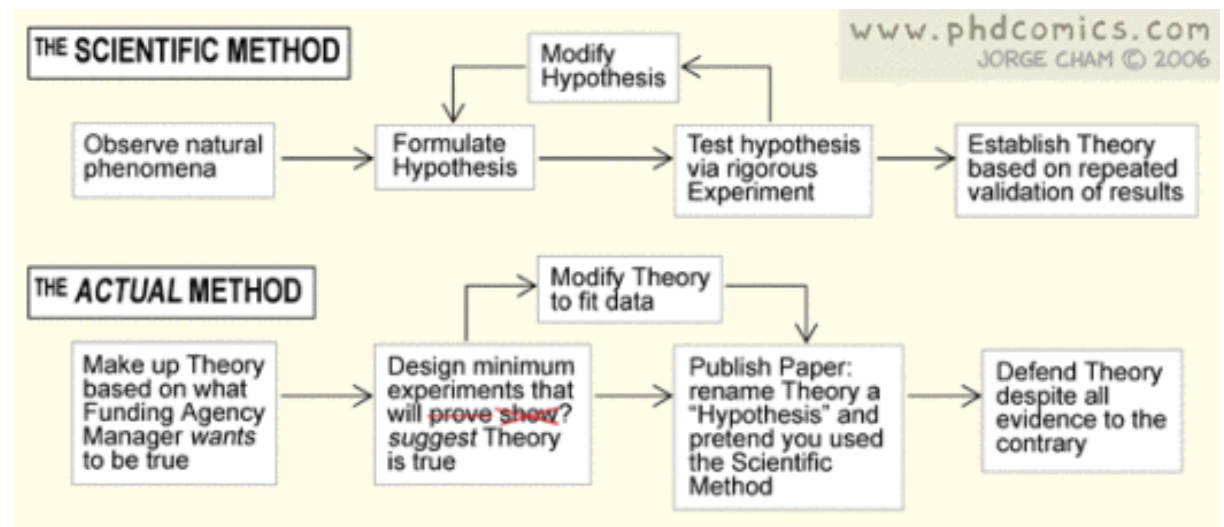 www.phdcomics.com
JORGE CHAM © 2006
THE SCIENTIFIC METHOD
Observe natural
phenomena
Formulate
Hypothesis
Modify
Hypothesis
Test hypothesis
via rigorous
Experiment
Establish Theory
based on repeated
validation of results
THE ACTUAL METHOD
Make up Theory
based on what
Funding Agency
Manager wants
to be true
Design minimum
experiments that
will prove show?
suggest Theory
is true
Modify Theory
to fit data
Publish Paper:
rename Theory a
“Hypothesis” and
pretend you used
the Scientific
Method
Defend Theory
despite all
evidence to the
contrary